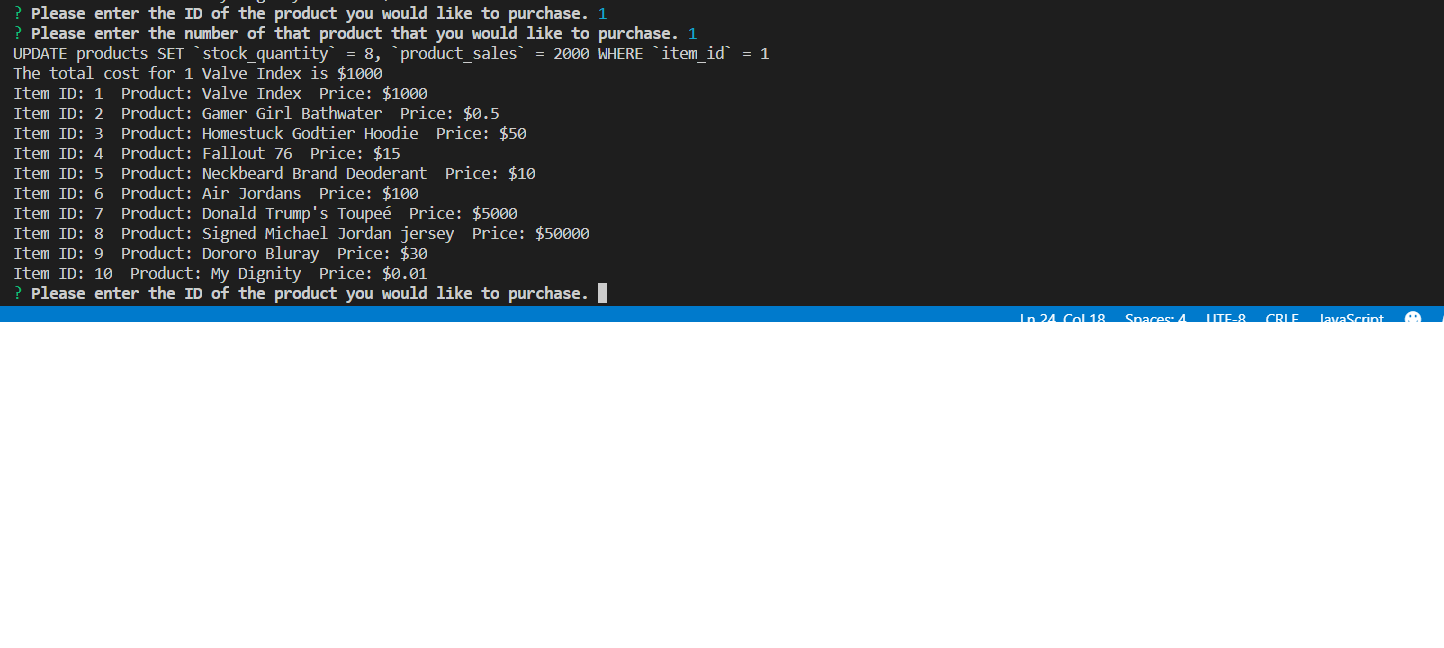 ? Please enter the ID of the product you would like to purchase. 1
? Please enter the number of that product that you would like to purchase. 1
UPDATE products SET `stock_quantity` = 8, `product_sales` = 2000 WHERE `item_id` = 1
The total cost for 1 Valve Index is $1000
Item ID: 1  Product: Valve Index  Price: $1000
Item ID: 2  Product: Gamer Girl Bathwater  Price: $0.5
Item ID: 3  Product: Homestuck Godtier Hoodie  Price: $50
Item ID: 4  Product: Fallout 76  Price: $15
Item ID: 5  Product: Neckbeard Brand Deodorant  Price: $10
Item ID: 6  Product: Air Jordans  Price: $100
Item ID: 7  Product: Donald Trump's Toupeé  Price: $5000
Item ID: 8  Product: Signed Michael Jordan jersey  Price: $50000
Item ID: 9  Product: Dororo Bluray  Price: $30
Item ID: 10  Product: My Dignity  Price: $0.01
? Please enter the ID of the product you would like to purchase.
Ln 24, Col 18 Spaces: 4 UTF-8 CRLF JavaScript